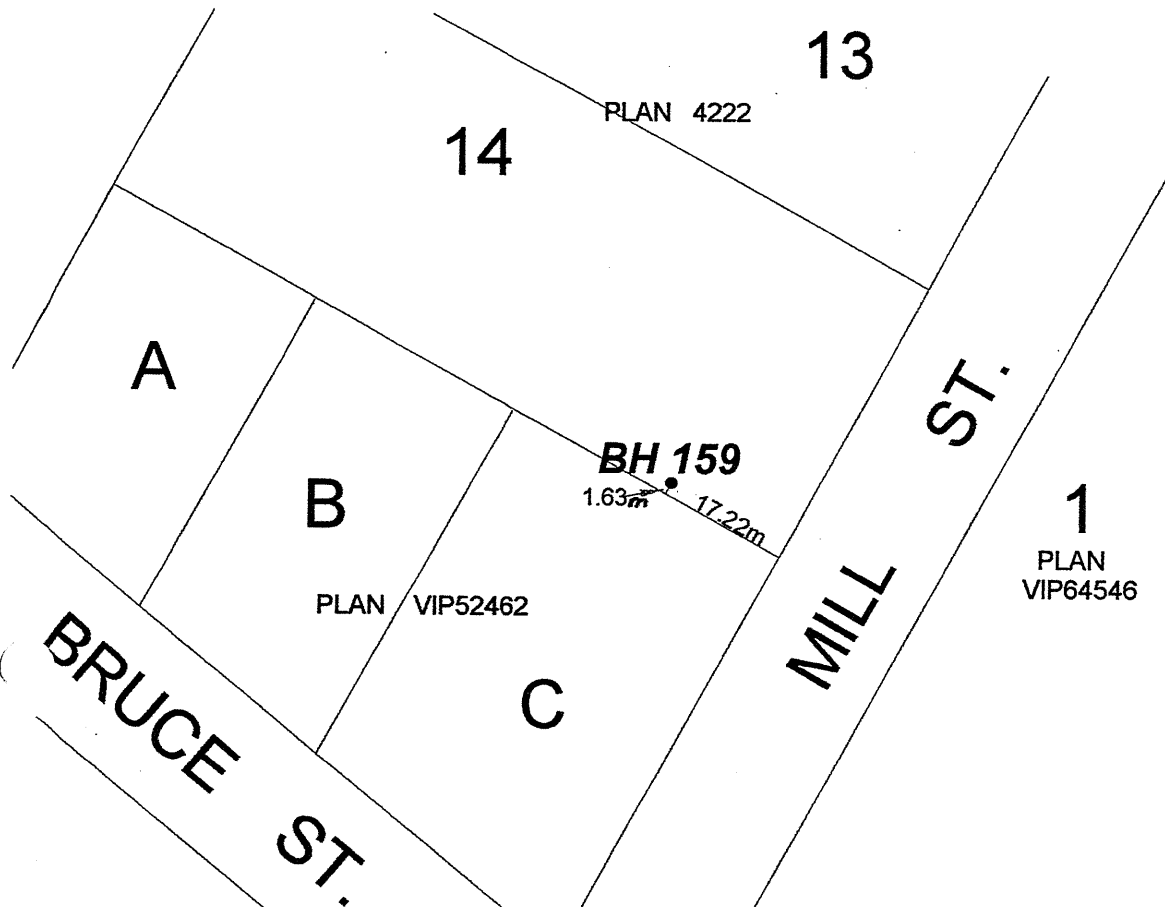 13
PLAN 4222
14
A
ST.
BH 159
1.63m
17.22m
B
1
PLAN
VIP64546
PLAN VIP52462
MILL
C
BRUCE ST.